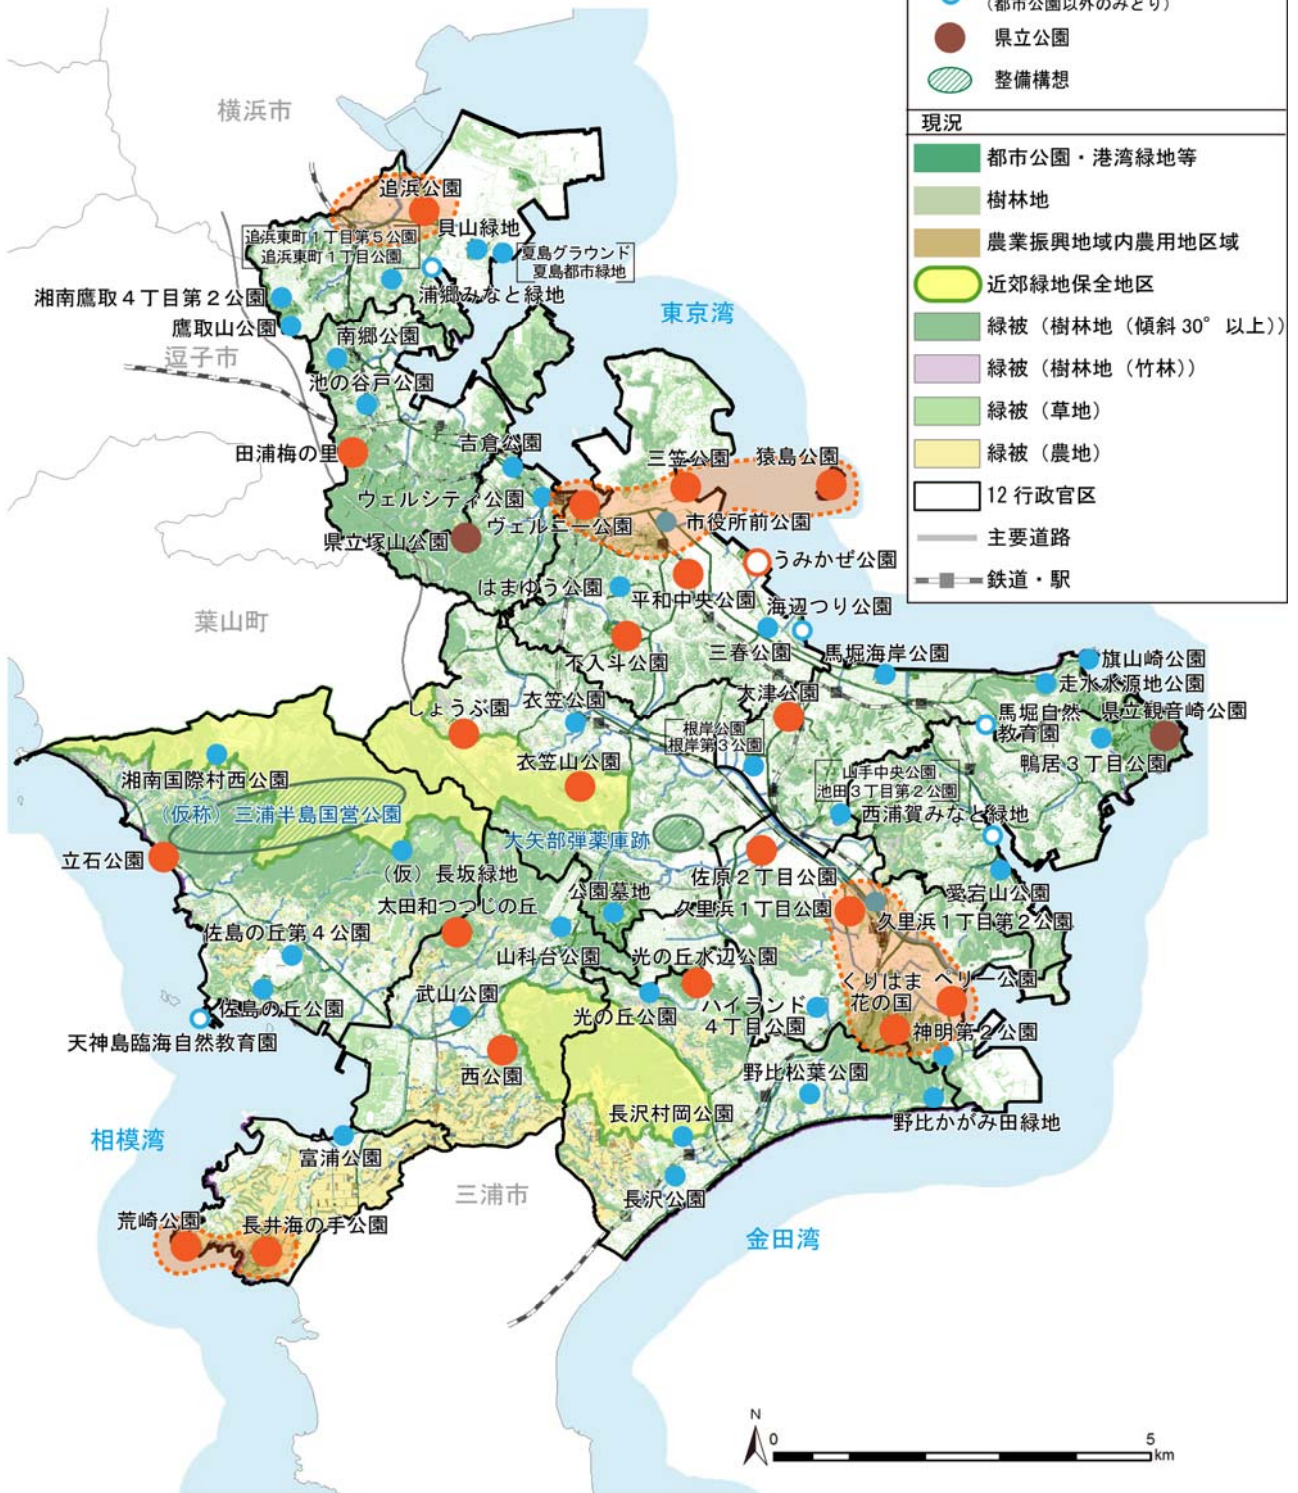 （都市公園以外のみどり）
県立公園
整備構想
現況
都市公園・港湾緑地等
樹林地
農業振興地域内農用地区域
近郊緑地保全地区
緑被（樹林地（傾斜30°以上））
緑被（樹林地（竹林））
緑被（草地）
緑被（農地）
12行政官区
主要道路
鉄道・駅
横浜市
追浜公園
貝山緑地
追浜東町１丁目第５公園
追浜東町１丁目公園
夏島グラウンド
夏島都市緑地
湘南鷹取４丁目第２公園
浦郷みなと緑地
鷹取山公園
南郷公園
東京湾
逗子市
池の谷戸公園
田浦梅の里
吉倉公園
三笠公園
猿島公園
ウェルシティ公園
ヴェルニー公園
市役所前公園
県立塚山公園
うみかぜ公園
はまゆう公園
平和中央公園
海辺つり公園
葉山町
不入斗公園
三春公園
馬堀海岸公園
旗山崎公園
走水水源地公園
しょうぶ園
衣笠公園
大津公園
根岸公園
根岸第３公園
馬堀自然
教育園
県立観音崎公園
鴨居３丁目公園
湘南国際村西公園
衣笠山公園
山手中央公園
池田３丁目第２公園
（仮称）三浦半島国営公園
大矢部弾薬庫跡
西浦賀みなと緑地
立石公園
（仮）長坂緑地
佐原２丁目公園
愛宕山公園
公園墓地
太田和つつじの丘
久里浜１丁目公園
久里浜１丁目第２公園
佐島の丘第４公園
山科台公園
光の丘水辺公園
佐島の丘公園
武山公園
光の丘公園
ハイランド
４丁目公園
くりはま
花の国
ペリー公園
天神島臨海自然教育園
神明第２公園
西公園
野比松葉公園
長沢村岡公園
野比かがみ田緑地
相模湾
富浦公園
三浦市
長沢公園
荒崎公園
長井海の手公園
金田湾
N
0
5
km